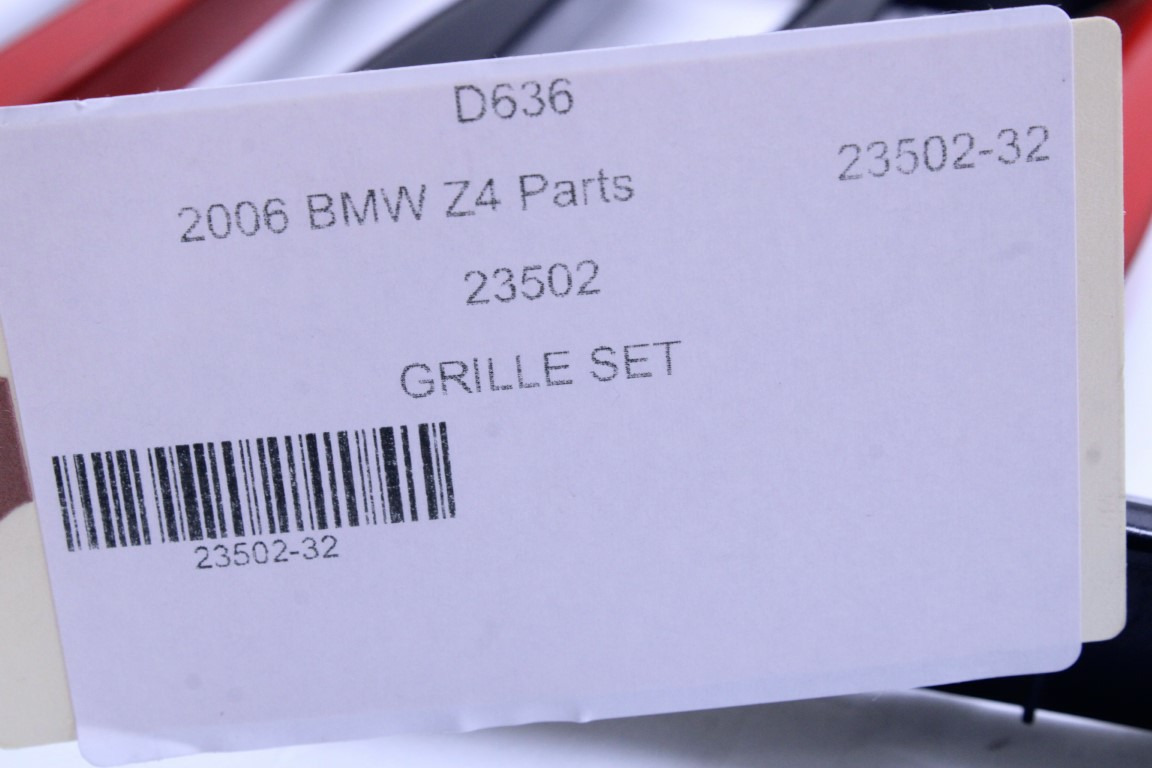 D636
23502-32
2006 BMW Z4 Parts
23502
GRILLE SET
23502-32